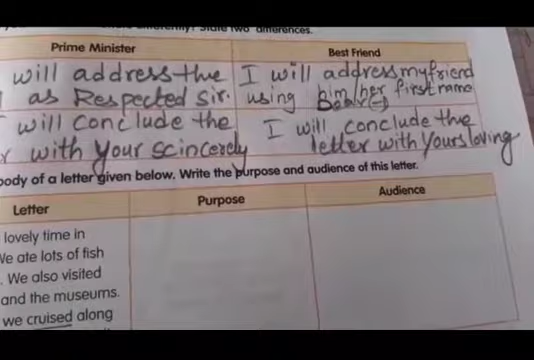 differently? State two differences.
Prime Minister Best Friend
will address the I will address my friend
as Respected Sir. using him/her first name
will conclude the I will conclude the
with Your scincerely letter with Yours loving
body of a letter given below. Write the purpose and audience of this letter.
Letter Purpose Audience
lovely time in
We ate lots of fish
. We also visited
and the museums.
we cruised along